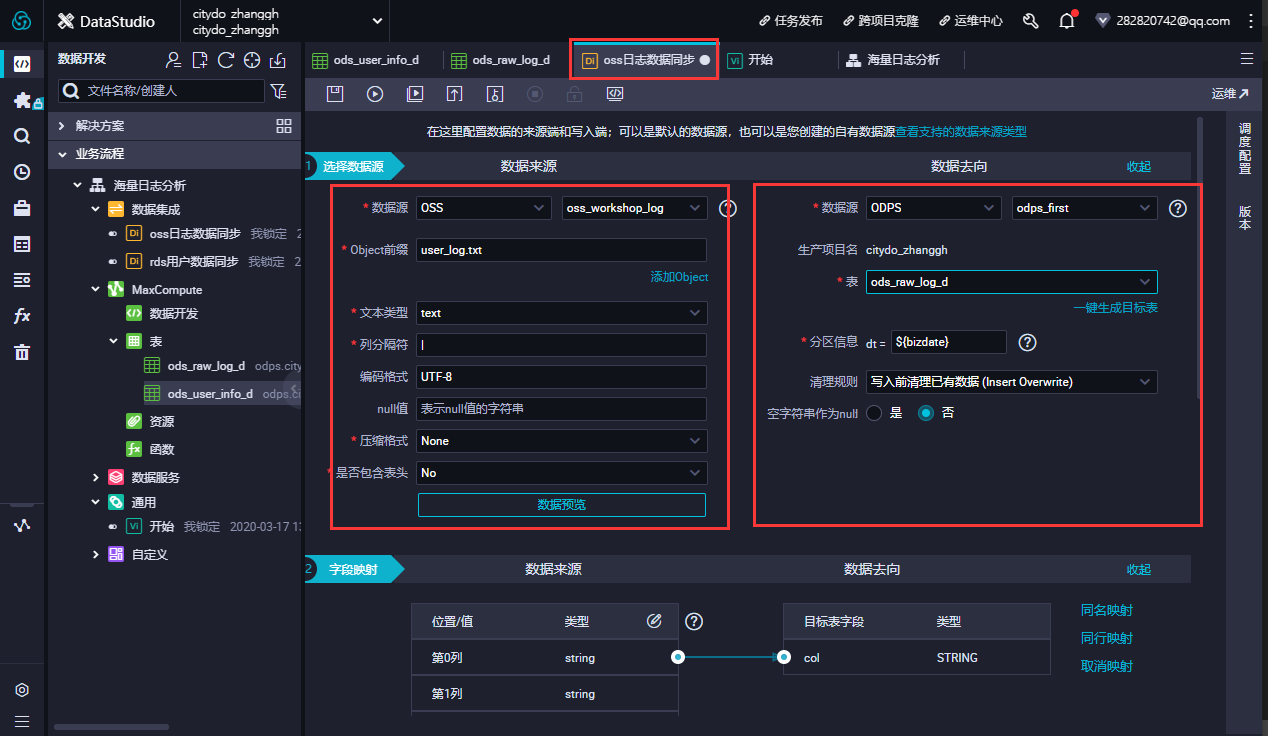 DataStudio
citydo_zhanggh
citydo_zhanggh
任务发布
跨项目克隆
运维中心
282820742@qq.com
数据开发
文件名称/创建人
解决方案
业务流程
海量日志分析
数据集成
Di oss日志数据同步 我锁定 2
Di rds用户数据同步 我锁定 2
MaxCompute
数据开发
表
ods_raw_log_d odps.city
ods_user_info_d odps.ci
资源
fx 函数
数据服务
通用
Vi 开始 我锁定 2020-03-17 13
自定义
fx
ods_user_info_d
ods_raw_log_d
Di oss日志数据同步
Vi 开始
海量日志分析
运维
在这里配置数据的来源端和写入端；可以是默认的数据源，也可以是您创建的自有数据源查看支持的数据来源类型
1 选择数据源
数据来源
数据去向
收起
* 数据源 OSS oss_workshop_log ?
* Object前缀 user_log.txt
添加Object
* 文本类型 text
* 列分隔符 |
编码格式 UTF-8
null值 表示null值的字符串
* 压缩格式 None
* 是否包含表头 No
数据预览
* 数据源 ODPS odps_first ?
生产项目名 citydo_zhanggh
* 表 ods_raw_log_d
一键生成目标表
* 分区信息 dt = ${bizdate} ?
清理规则 写入前清理已有数据 (Insert Overwrite)
空字符串作为null 是 否
2 字段映射
数据来源
数据去向
收起
位置/值 类型 ?
第0列 string
第1列 string
目标表字段 类型
col STRING
同名映射
同行映射
取消映射
调度配置
版本